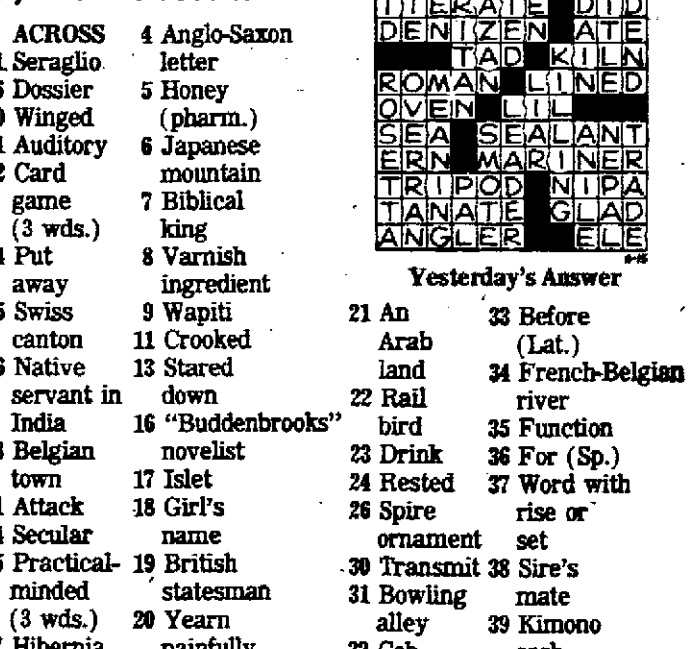 TIERATE DID
DENIZEN ATE
TAD KILN
ROMAN LINED
OVEN LIL
SEA SEALANT
ERN MARINER
TRIPOD NIPA
TANATE GLAD
ANGLER ELE
Yesterday's Answer
ACROSS
Seraglio
Dossier
Winged
Auditory
Card
game
(3 wds.)
Put
away
Swiss
canton
Native
servant in
India
Belgian
town
Attack
Secular
Practical-
minded
(3 wds.)
Hibernia
4 Anglo-Saxon
letter
5 Honey
(pharm.)
6 Japanese
mountain
7 Biblical
king
8 Varnish
ingredient
9 Wapiti
11 Crooked
13 Stared
down
16 "Buddenbrooks"
novelist
17 Islet
18 Girl's
name
19 British
statesman
20 Yearn
painfully
21 An
Arab
land
22 Rail
bird
23 Drink
24 Rested
26 Spire
ornament
30 Transmit
31 Bowling
alley
33 Before
(Lat.)
34 French-Belgian
river
35 Function
36 For (Sp.)
37 Word with
rise or
set
38 Sire's
mate
39 Kimono